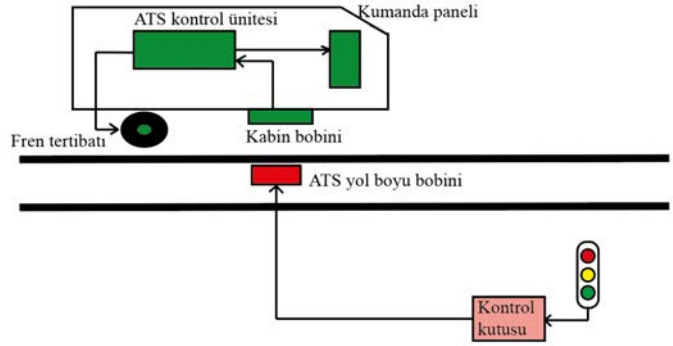 ATS kontrol ünitesi
Kumanda paneli
Fren tertibatı
Kabin bobini
ATS yol boyu bobini
Kontrol
kutusu